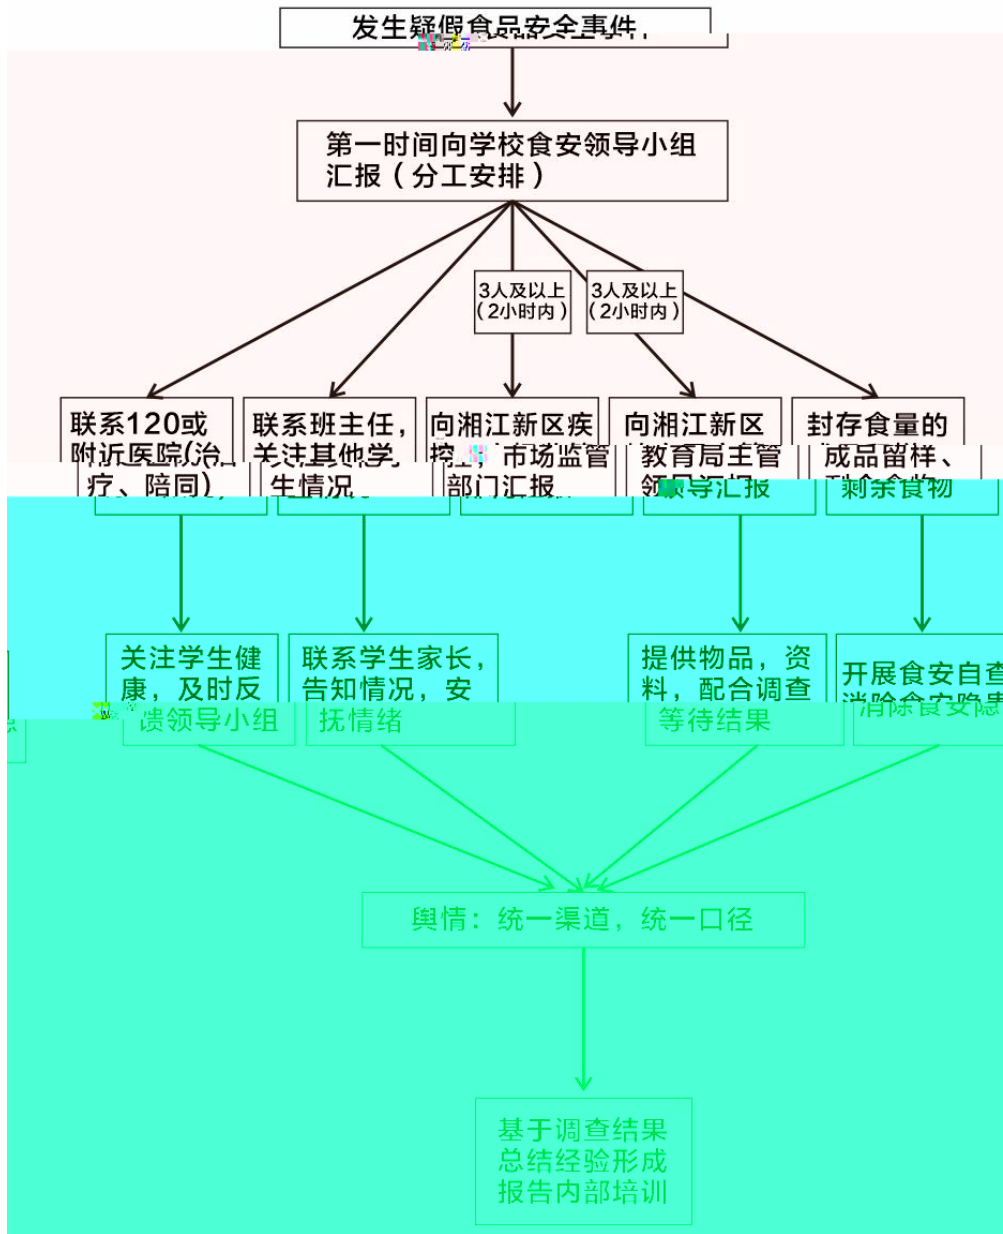 发生疑假食品安全事件
第一时间向学校食安领导小组
汇报（分工安排）
3人及以上
（2小时内）
3人及以上
（2小时内）
联系120或
附近医院(治
疗、陪同)
联系班主任，
关注其他学
生情况
向湘江新区疾
控、市场监管
部门汇报
向湘江新区
教育局主管
领导汇报
封存食量的
成品留样、
剩余食物
关注学生健
康，及时反
馈领导小组
联系学生家长，
告知情况，安
抚情绪
提供物品，资
料，配合调查
等待结果
开展食安自查
消除食安隐患
舆情：统一渠道，统一口径
基于调查结果
总结经验形成
报告内部培训